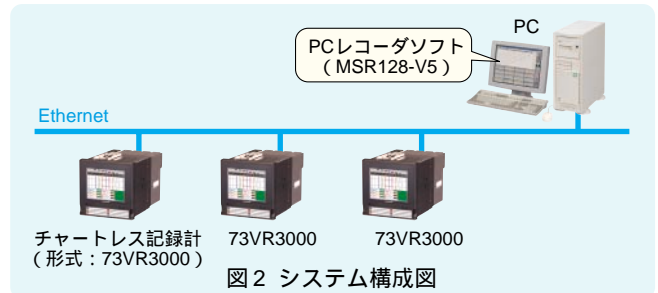 PC
PCレコーダソフト
（MSR128-V5）
Ethernet
チャートレス記録計
（形式：73VR3000）
73VR3000
73VR3000
図2 システム構成図